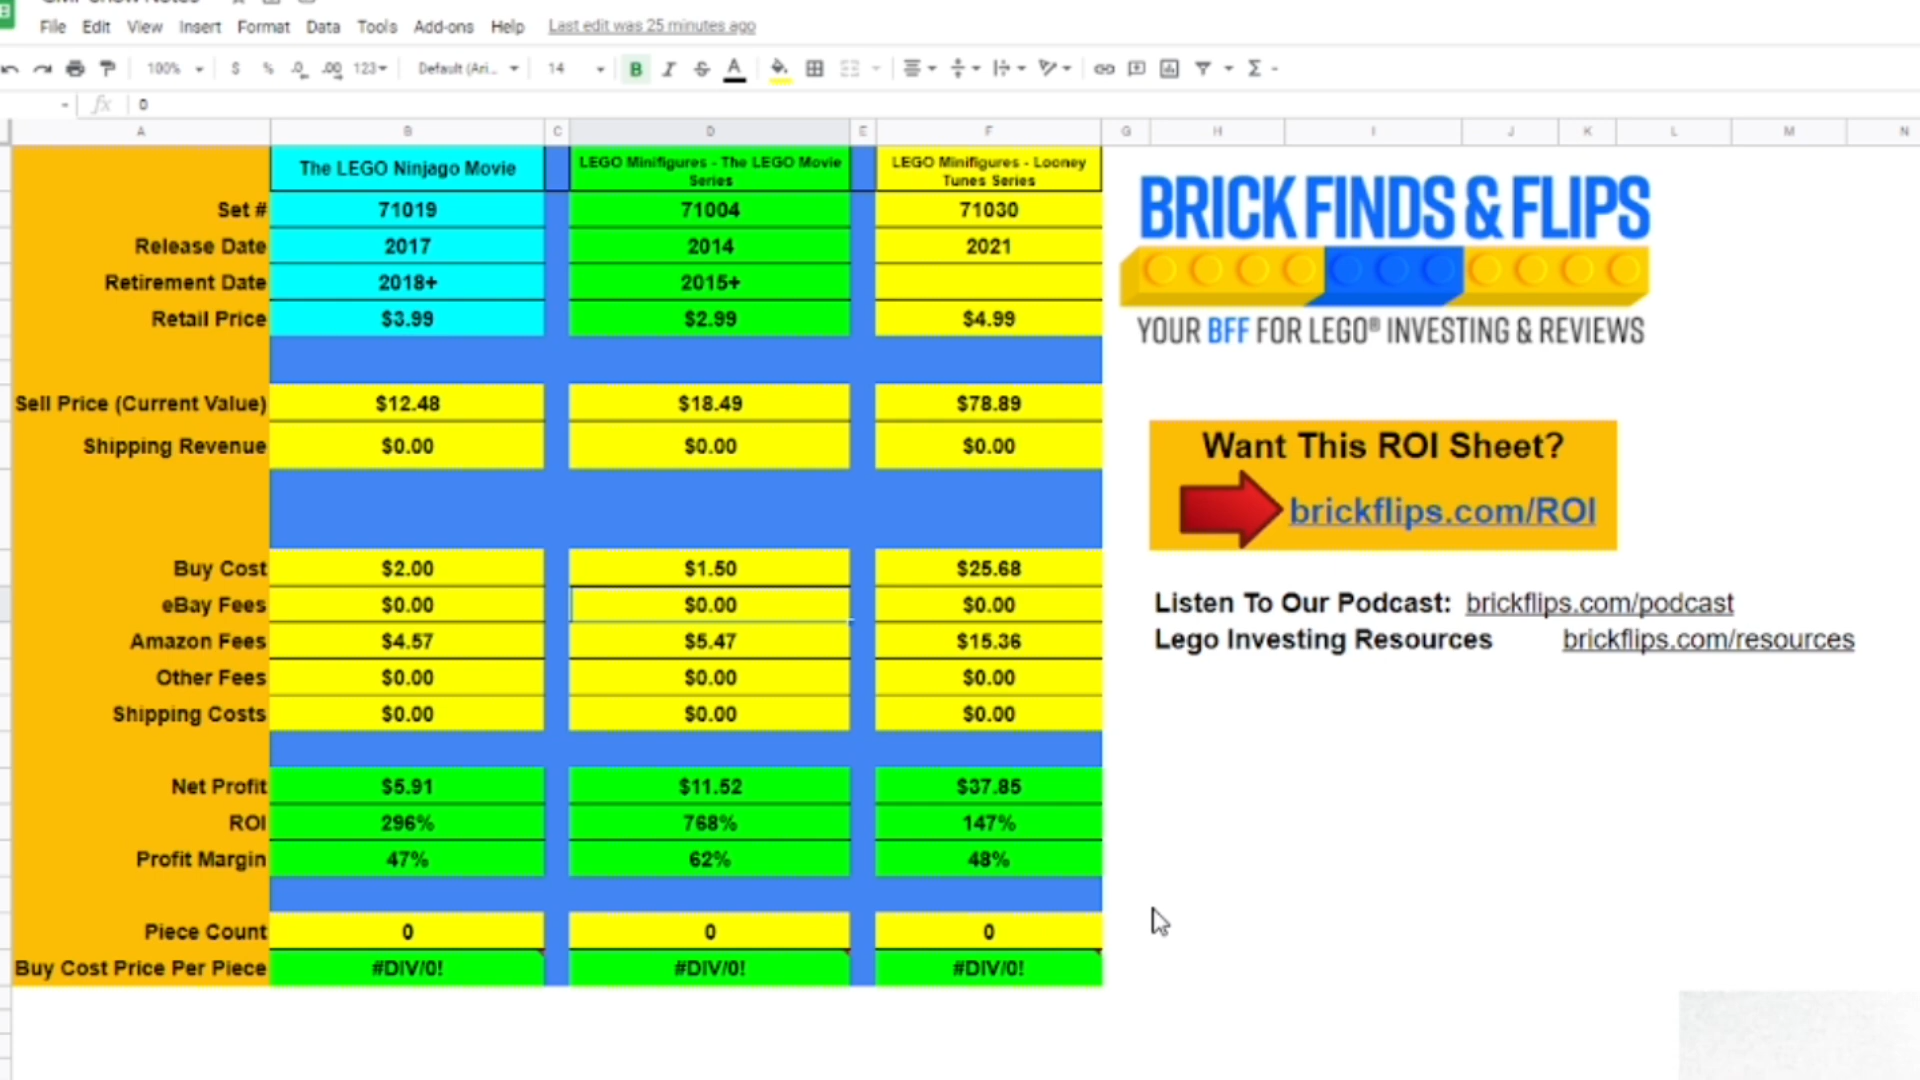 File Edit View Insert Format Data Tools Add-ons Help Last edit was 25 minutes ago
100% $ % .0 .00 123 Default (Ari... 14 B I S A
fx 0
A B C D E F G H I J K L M N
The LEGO Ninjago Movie LEGO Minifigures - The LEGO Movie Series LEGO Minifigures - Looney Tunes Series
Set # 71019 71004 71030
Release Date 2017 2014 2021
Retirement Date 2018+ 2015+
Retail Price $3.99 $2.99 $4.99
Sell Price (Current Value) $12.48 $18.49 $78.89
Shipping Revenue $0.00 $0.00 $0.00
Buy Cost $2.00 $1.50 $25.68
eBay Fees $0.00 $0.00 $0.00
Amazon Fees $4.57 $5.47 $15.36
Other Fees $0.00 $0.00 $0.00
Shipping Costs $0.00 $0.00 $0.00
Net Profit $5.91 $11.52 $37.85
ROI 296% 768% 147%
Profit Margin 47% 62% 48%
Piece Count 0 0 0
Buy Cost Price Per Piece #DIV/0! #DIV/0! #DIV/0!
BRICK FINDS & FLIPS
YOUR BFF FOR LEGO® INVESTING & REVIEWS
Want This ROI Sheet?
brickflips.com/ROI
Listen To Our Podcast: brickflips.com/podcast
Lego Investing Resources brickflips.com/resources